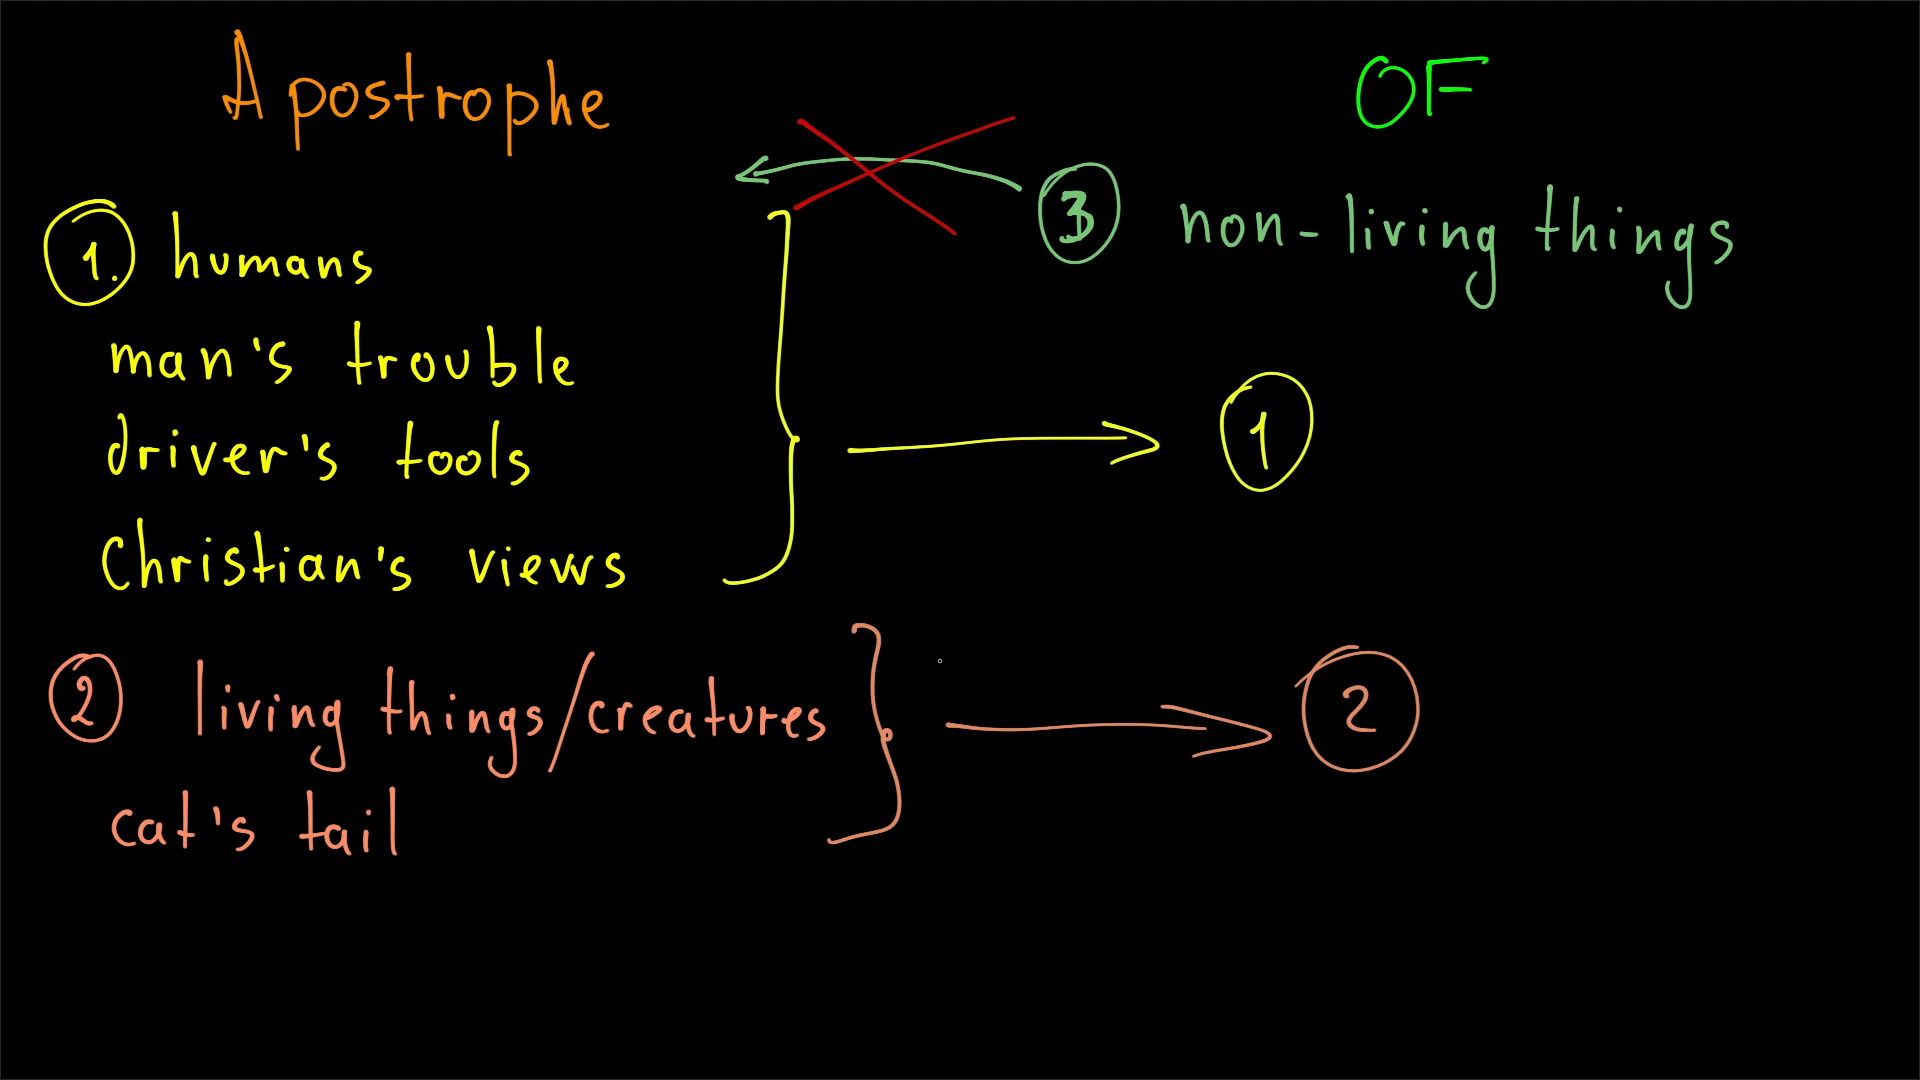 Apostrophe
OF
1. humans
man's trouble
driver's tools
Christian's views
2 living things/creatures
cat's tail
3 non-living things
1
2